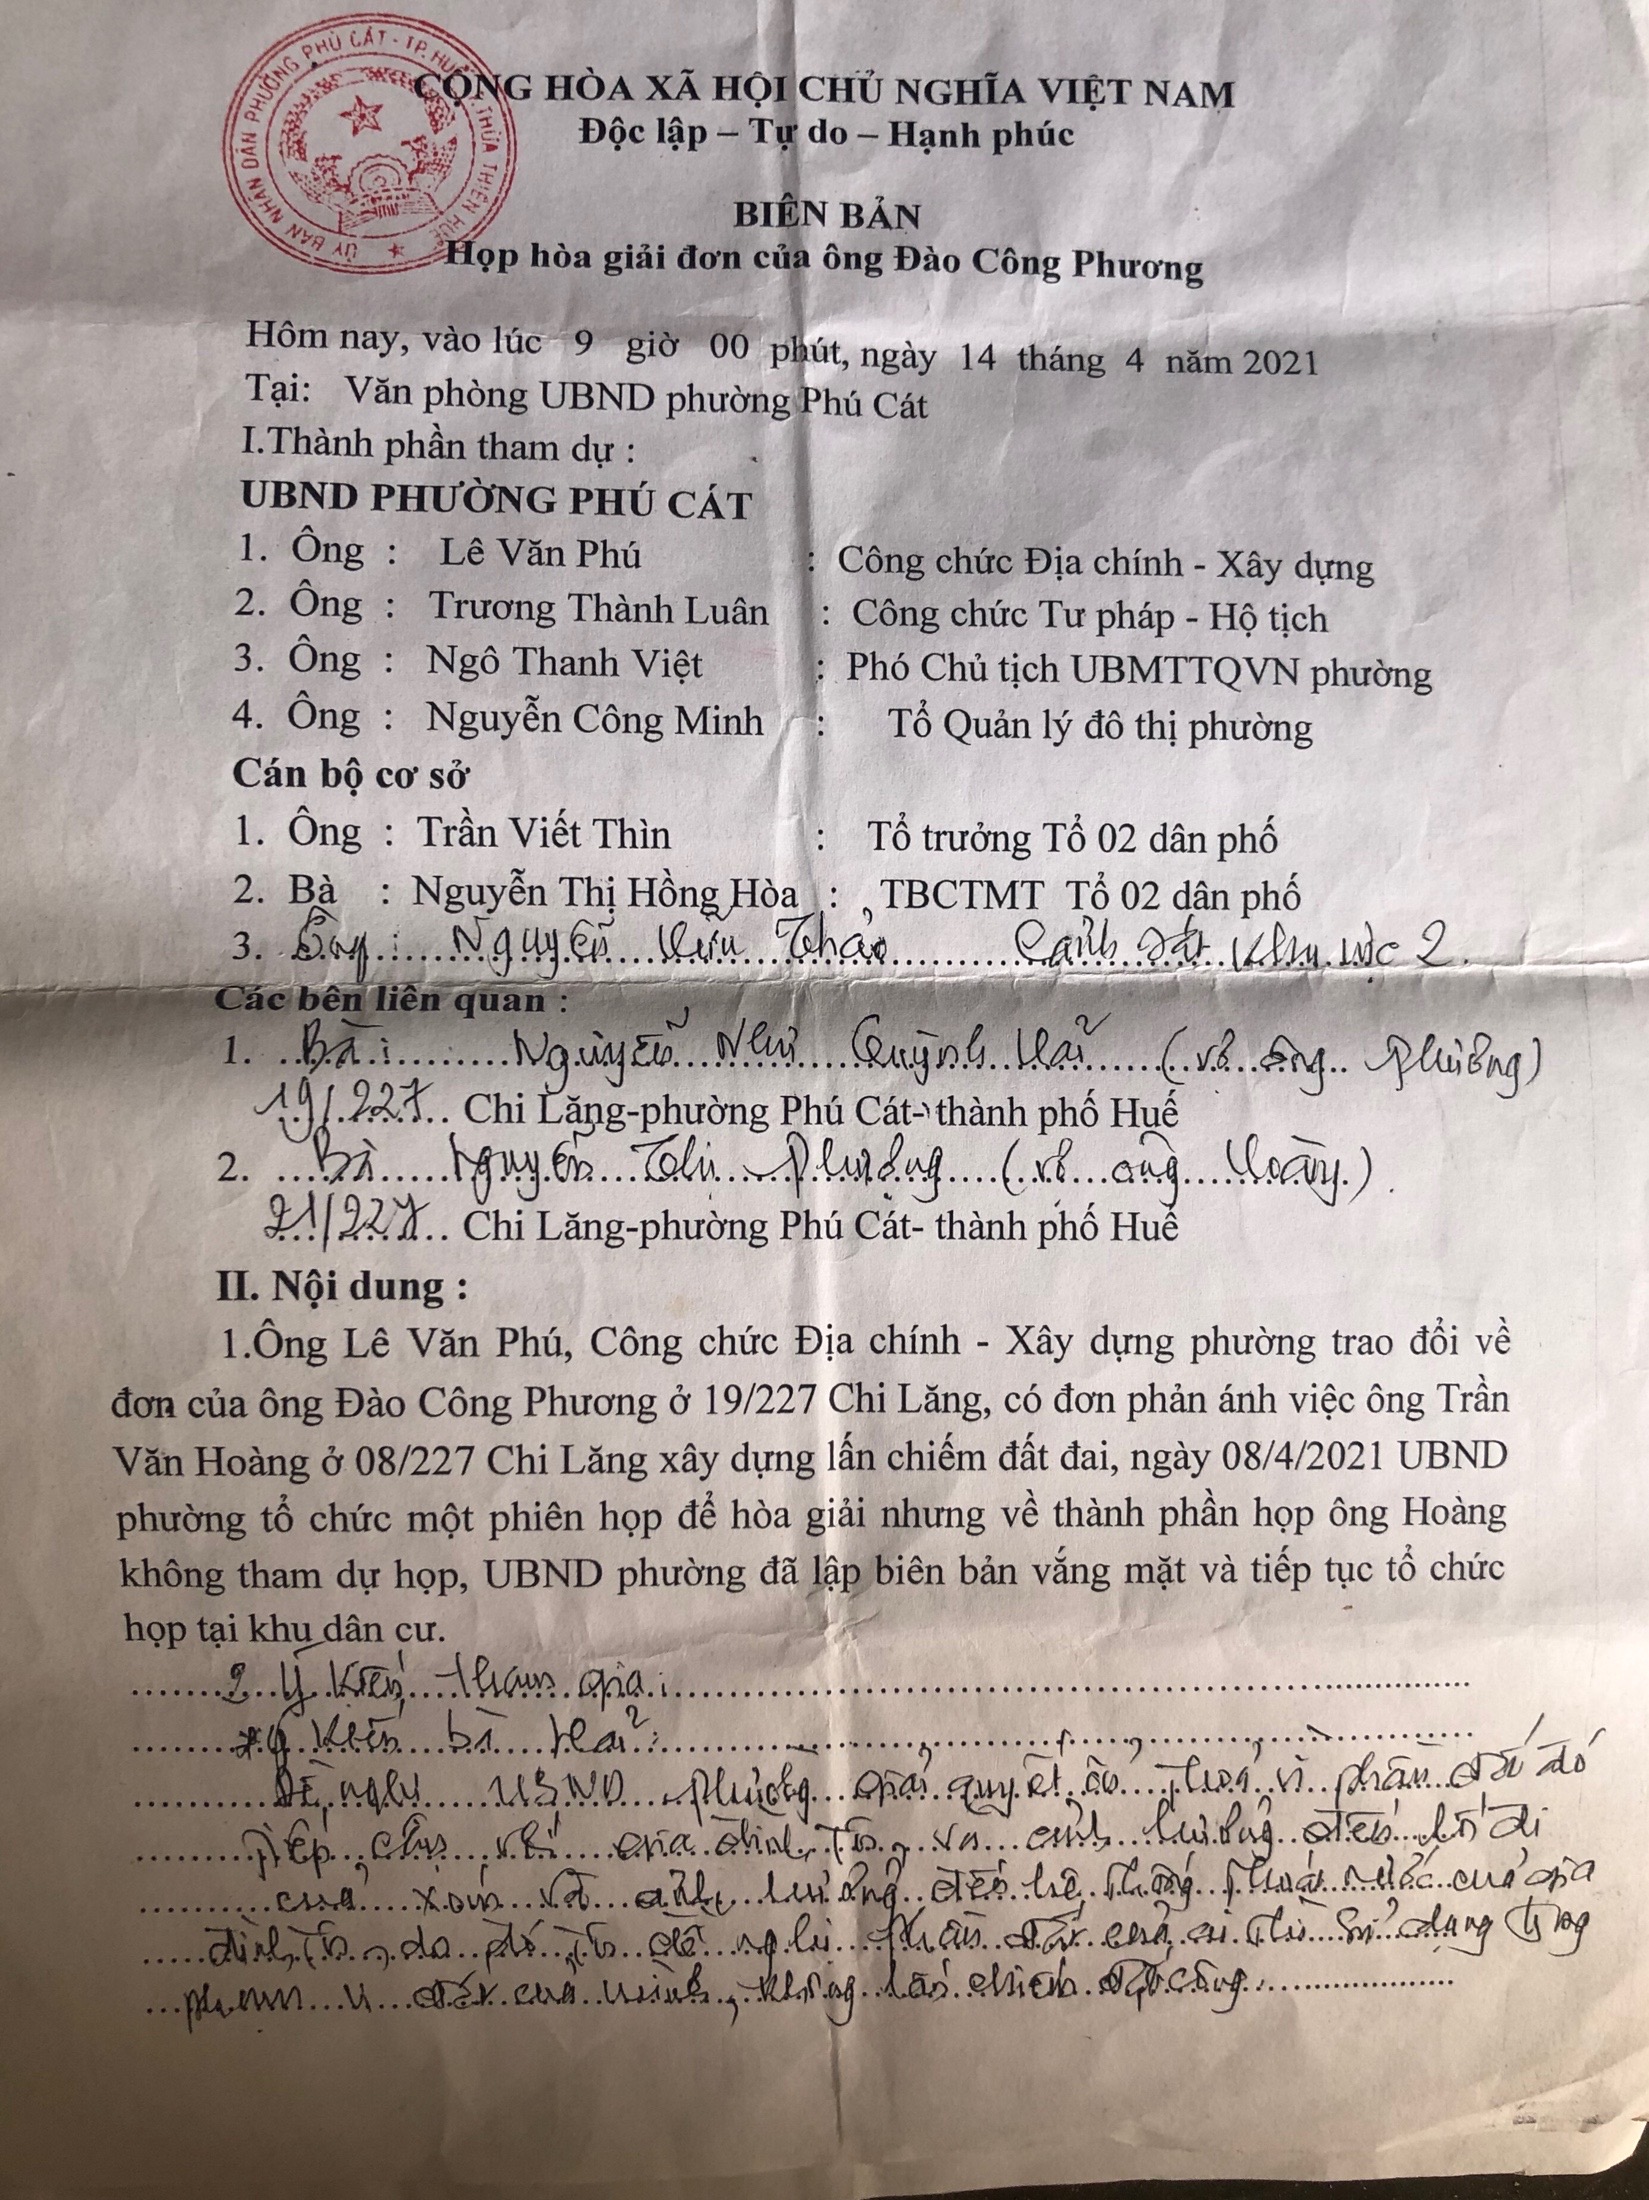 ỦY BAN NHÂN DÂN PHƯỜNG PHÚ CÁT - TP. HUẾ T. THỪA THIÊN HUẾ
CỘNG HÒA XÃ HỘI CHỦ NGHĨA VIỆT NAM
Độc lập – Tự do – Hạnh phúc
BIÊN BẢN
Họp hòa giải đơn của ông Đào Công Phương
Hôm nay, vào lúc 9 giờ 00 phút, ngày 14 tháng 4 năm 2021
Tại: Văn phòng UBND phường Phú Cát
I.Thành phần tham dự :
UBND PHƯỜNG PHÚ CÁT
1. Ông : Lê Văn Phú : Công chức Địa chính - Xây dựng
2. Ông : Trương Thành Luân : Công chức Tư pháp - Hộ tịch
3. Ông : Ngô Thanh Việt : Phó Chủ tịch UBMTTQVN phường
4. Ông : Nguyễn Công Minh : Tổ Quản lý đô thị phường
Cán bộ cơ sở
1. Ông : Trần Viết Thìn : Tổ trưởng Tổ 02 dân phố
2. Bà : Nguyễn Thị Hồng Hòa : TBCTMT Tổ 02 dân phố
3. Ông : Nguyễn Hữu Thảo Cảnh sát khu vực 2.
Các bên liên quan :
1. Bà : Nguyễn Như Quỳnh Hải (vợ ông Phương)
19/227 Chi Lăng-phường Phú Cát- thành phố Huế
2. Bà Nguyễn Thị Phương (vợ ông Hoàng)
21/227 Chi Lăng-phường Phú Cát- thành phố Huế
II. Nội dung :
1.Ông Lê Văn Phú, Công chức Địa chính - Xây dựng phường trao đổi về
đơn của ông Đào Công Phương ở 19/227 Chi Lăng, có đơn phản ánh việc ông Trần
Văn Hoàng ở 08/227 Chi Lăng xây dựng lấn chiếm đất đai, ngày 08/4/2021 UBND
phường tổ chức một phiên họp để hòa giải nhưng về thành phần họp ông Hoàng
không tham dự họp, UBND phường đã lập biên bản vắng mặt và tiếp tục tổ chức
họp tại khu dân cư.
2 Ý kiến tham gia :
* Ý kiến bà Hải :
Đề nghị UBND phường giải quyết thoả vì phần đất đó
tiếp cận với gia đình tôi, và ảnh hưởng đến lối đi
của xóm và ảnh hưởng đến hệ thống thoát nước của gia
đình tôi, do đó tôi đề nghị phần đất của ai thì sử dụng trong
phạm vi đất của mình, không lấn chiếm đất công.